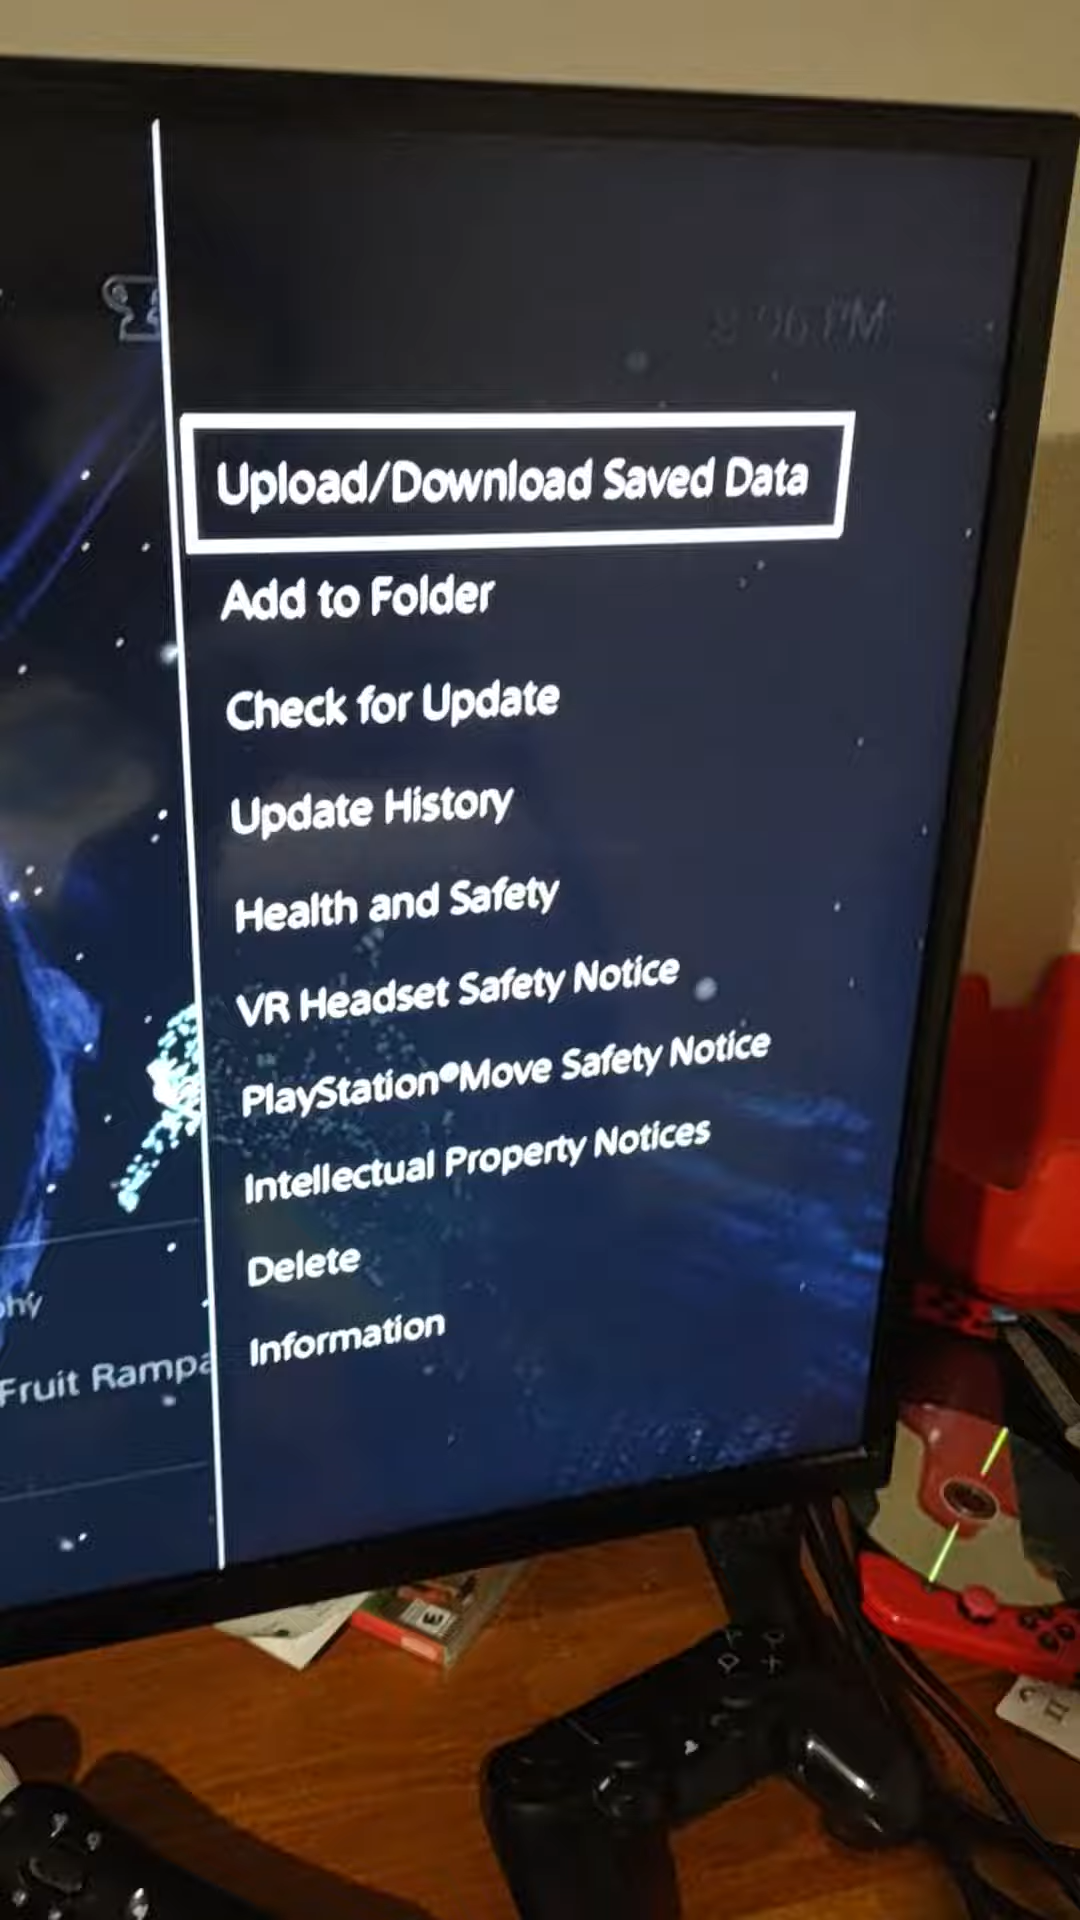 Upload/Download Saved Data
Add to Folder
Check for Update
Update History
Health and Safety
VR Headset Safety Notice
PlayStation®Move Safety Notice
Intellectual Property Notices
Delete
Information
Fruit